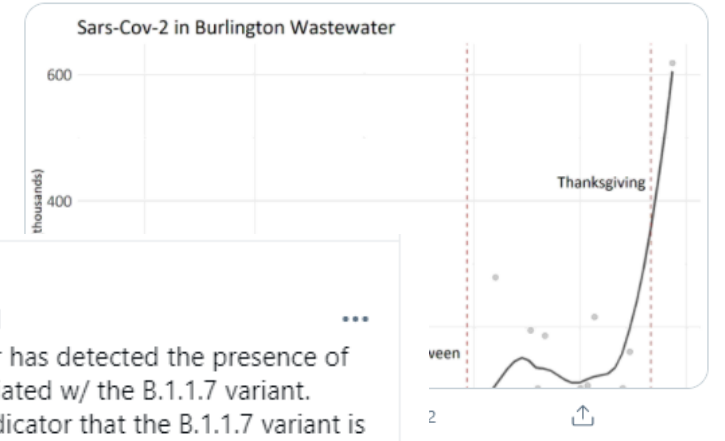 Sars-Cov-2 in Burlington Wastewater
600
Thanksgiving
thousands)
400
has detected the presence of
ated w/ the B.1.1.7 variant.
dicator that the B.1.1.7 variant is
ween
2